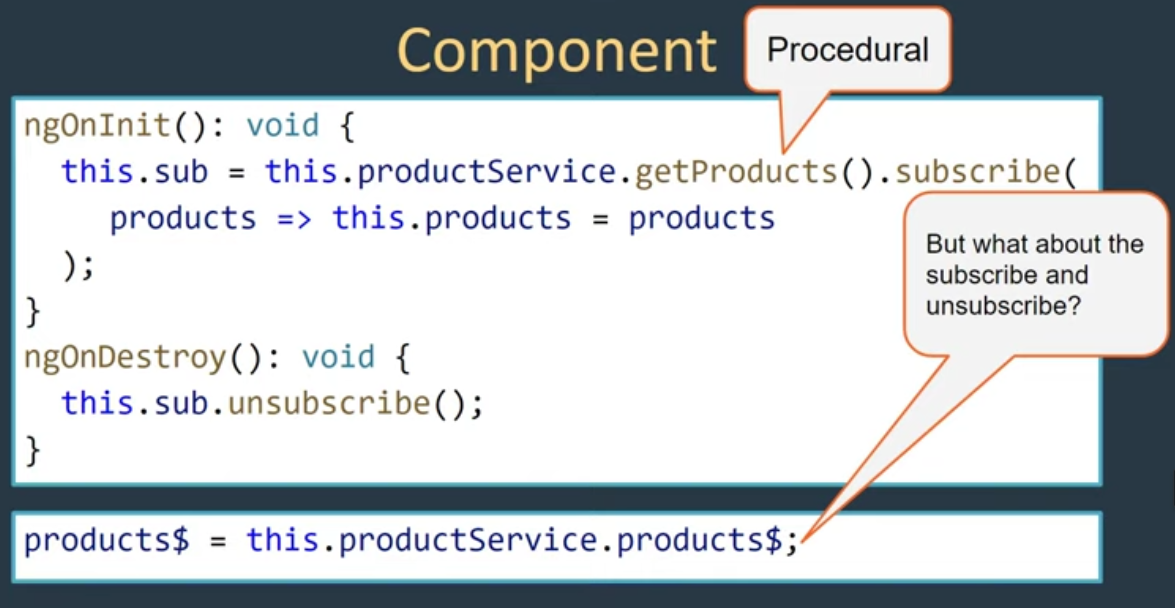 Component
Procedural
ngOnInit(): void {
  this.sub = this.productService.getProducts().subscribe(
     products => this.products = products
  );
}
ngOnDestroy(): void {
  this.sub.unsubscribe();
}
But what about the
subscribe and
unsubscribe?
products$ = this.productService.products$;